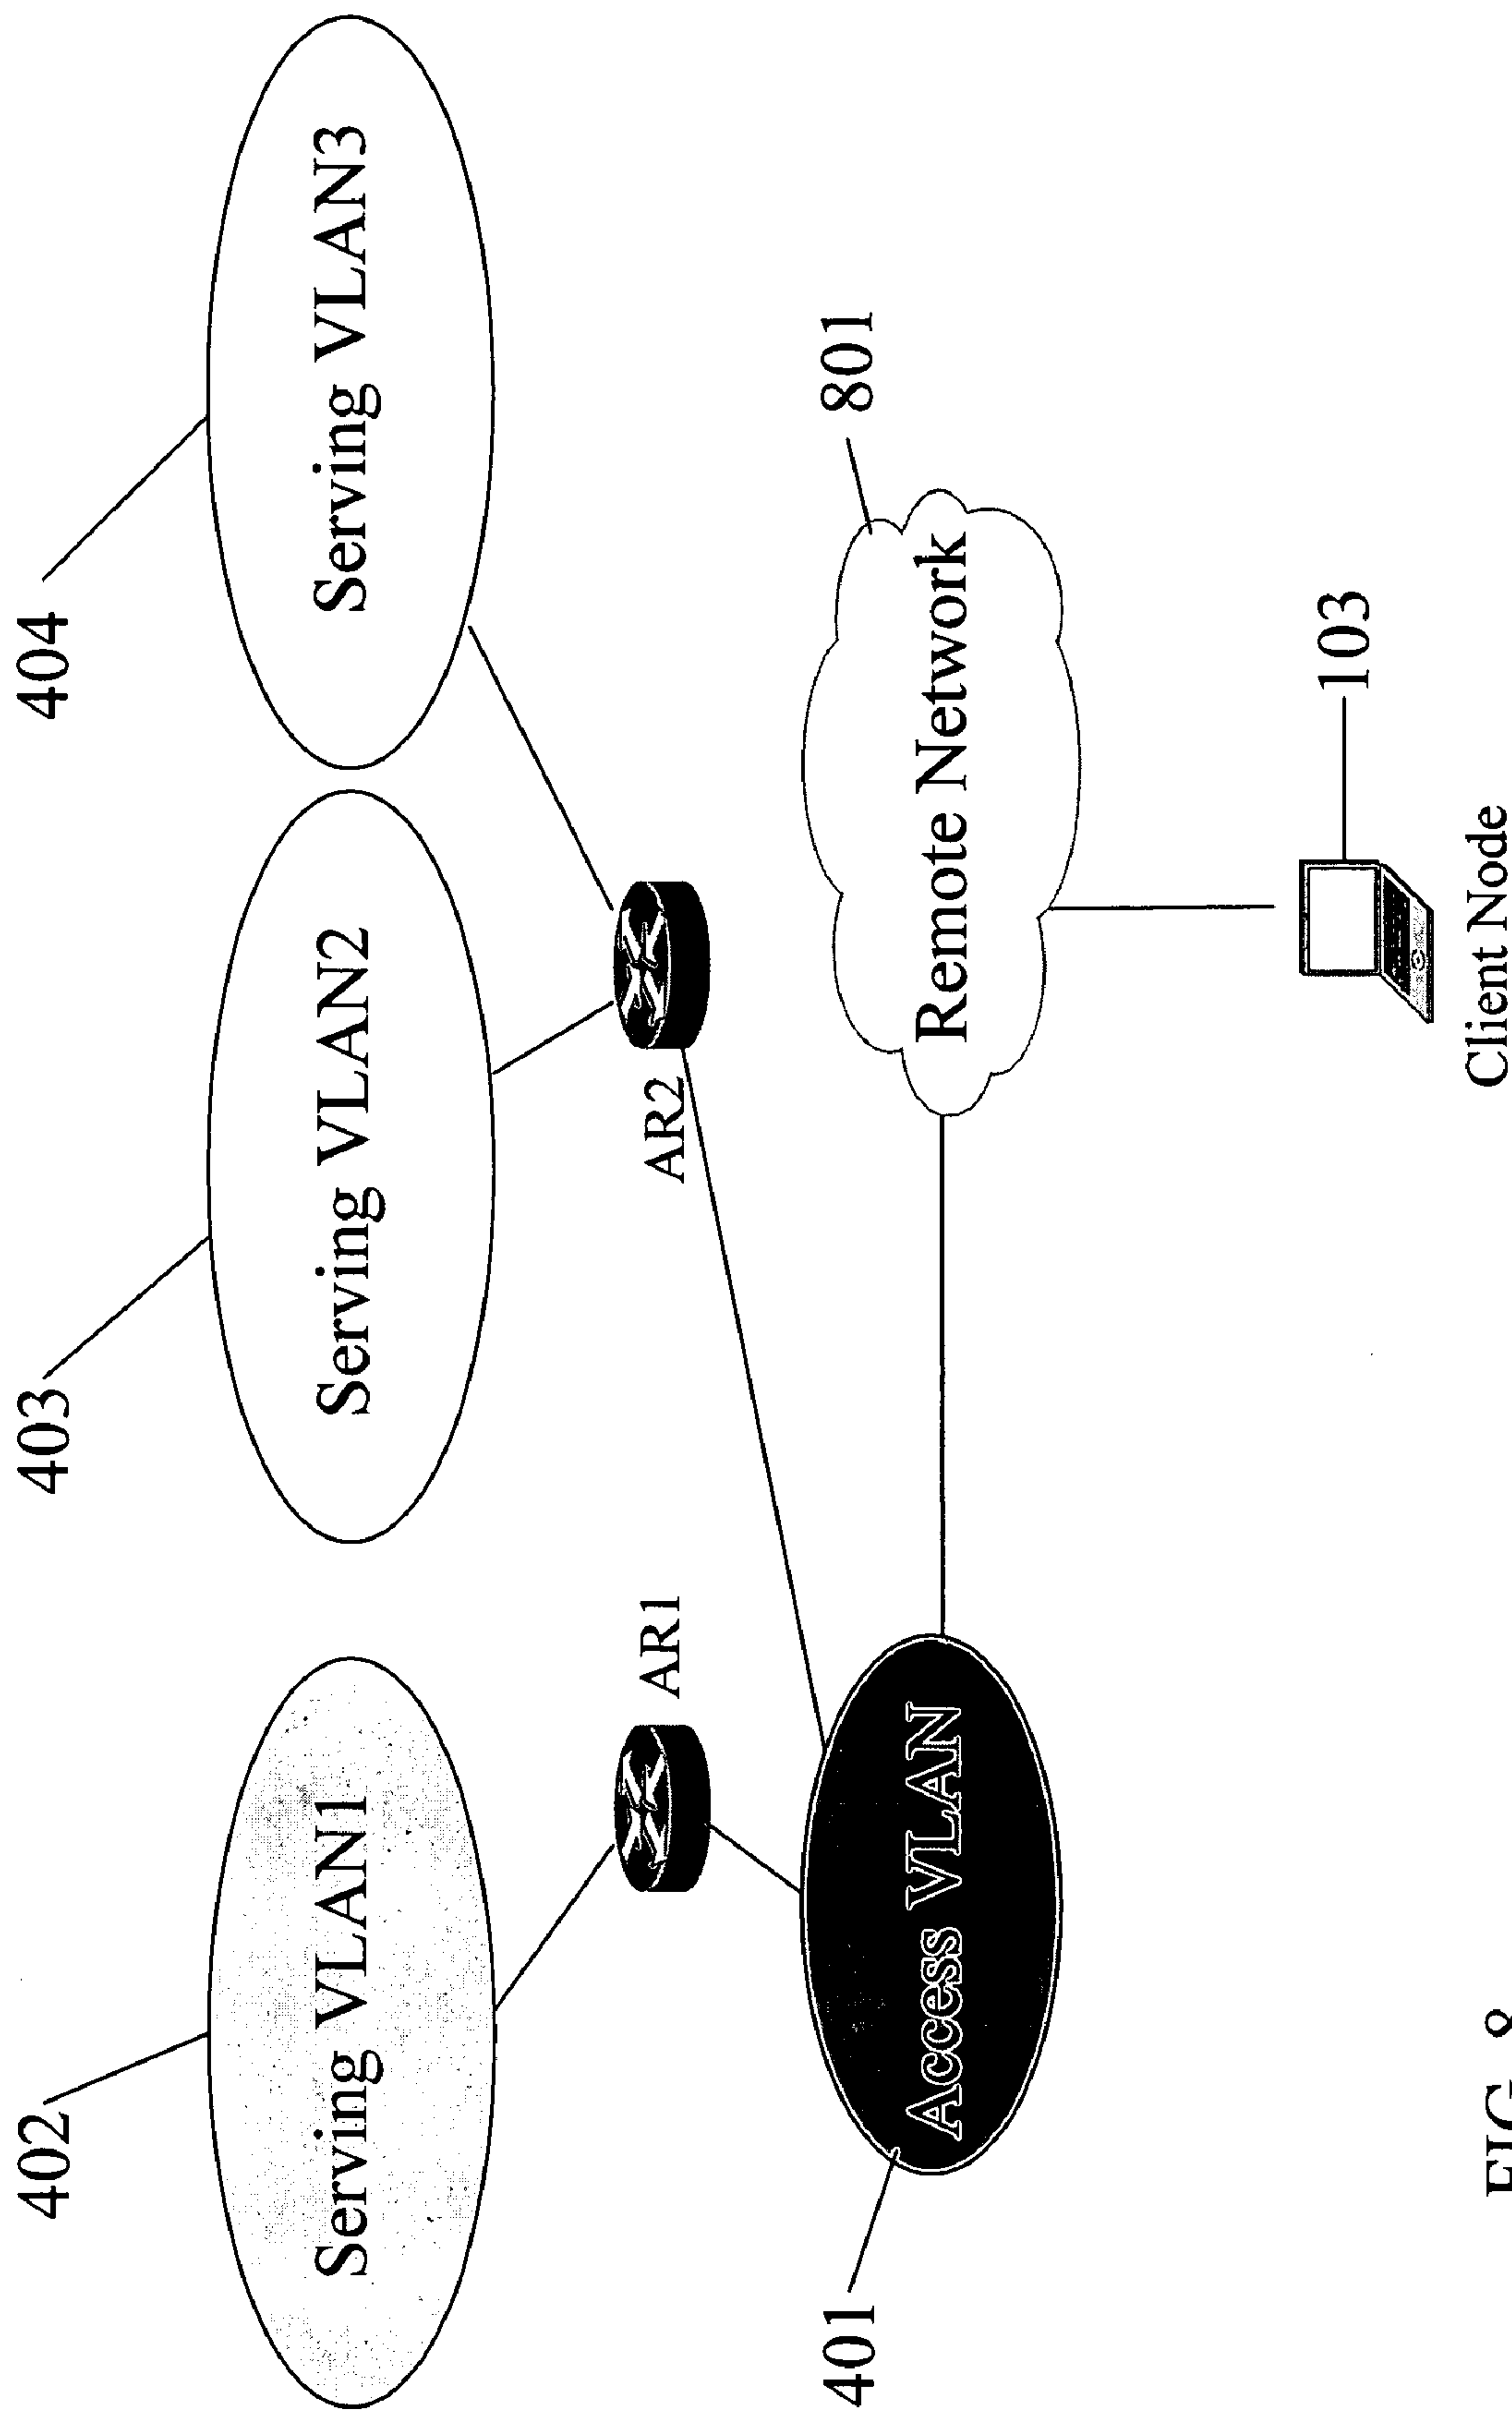 402
403
404
Serving VLAN1
Serving VLAN2
Serving VLAN3
AR1
AR2
401
801
Access VLAN
Remote Network
103
Client Node
FIG. 8